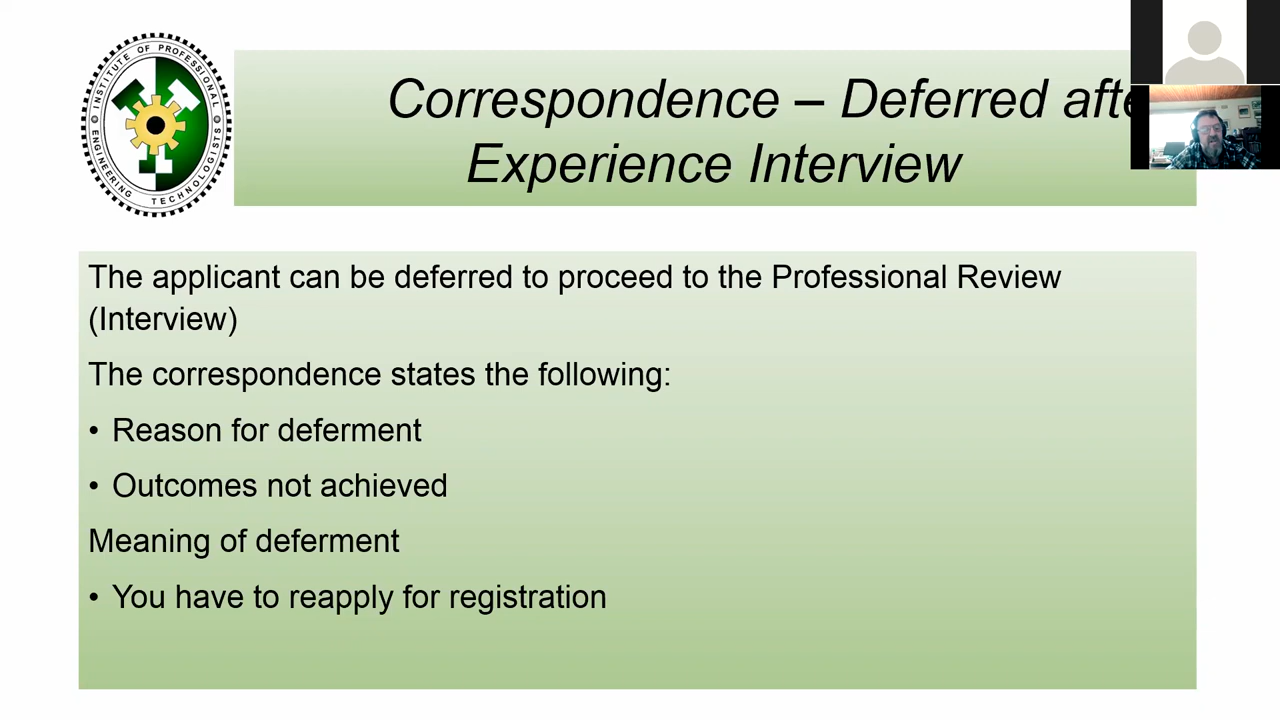 INSTITUTE OF PROFESSIONAL
ENGINEERING TECHNOLOGISTS
Correspondence – Deferred afte
Experience Interview
The applicant can be deferred to proceed to the Professional Review
(Interview)
The correspondence states the following:
• Reason for deferment
• Outcomes not achieved
Meaning of deferment
• You have to reapply for registration